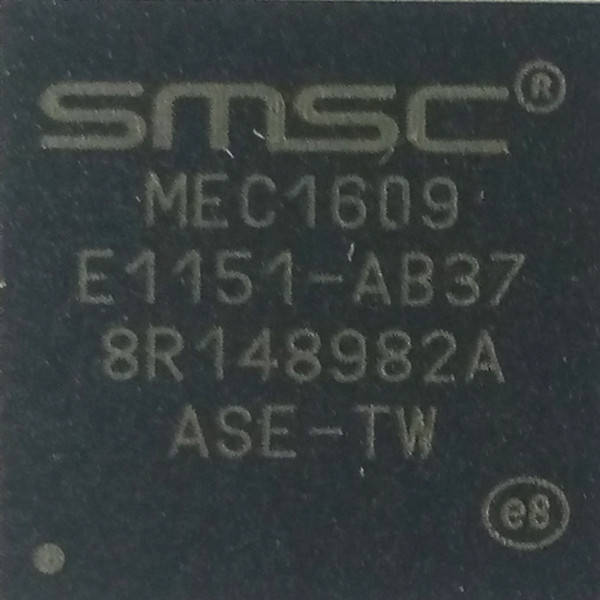 SMSC®
MEC1609
E1151-AB37
8R148982A
ASE-TW
e8